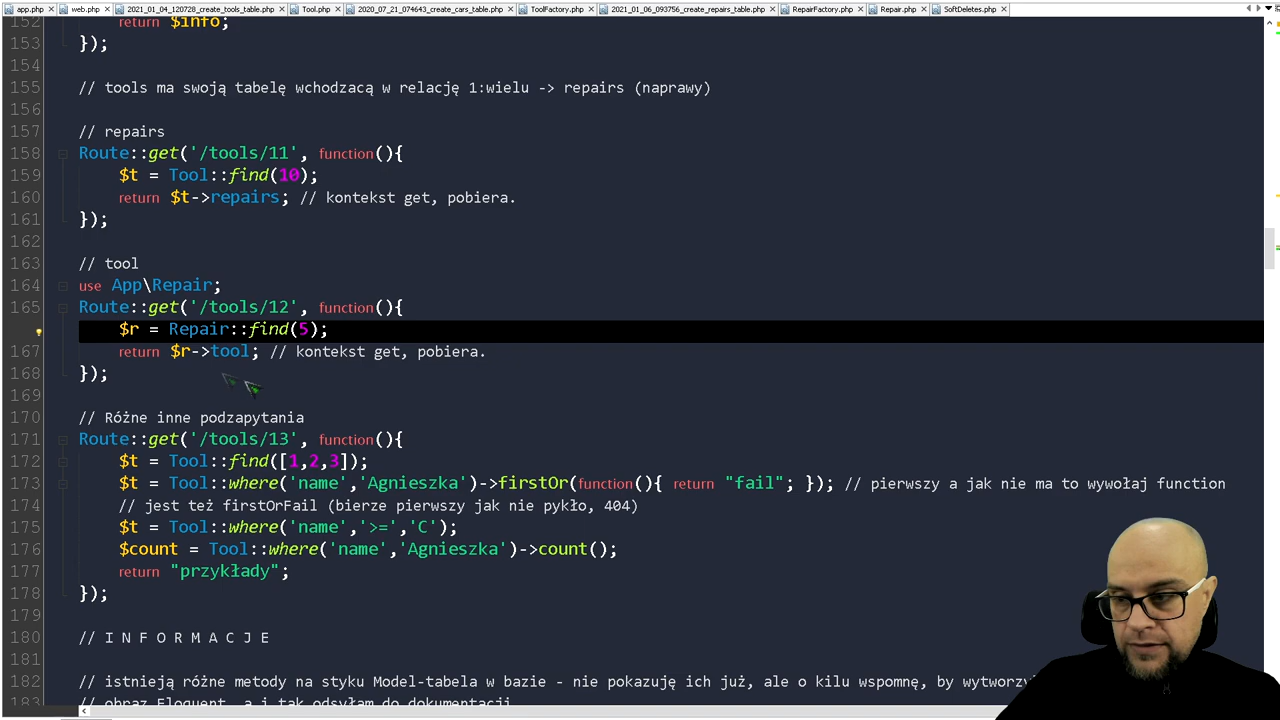 app.php web.php 2021_01_04_120728_create_tools_table.php Tool.php 2020_07_21_074643_create_cars_table.php ToolFactory.php 2021_01_06_093756_create_repairs_table.php RepairFactory.php Repair.php SoftDeletes.php
152 return $info;
153 });
154
155 // tools ma swoją tabelę wchodzacą w relację 1:wielu -> repairs (naprawy)
156
157 // repairs
158 Route::get('/tools/11', function(){
159 $t = Tool::find(10);
160 return $t->repairs; // kontekst get, pobiera.
161 });
162
163 // tool
164 use App\Repair;
165 Route::get('/tools/12', function(){
$r = Repair::find(5);
167 return $r->tool; // kontekst get, pobiera.
168 });
169
170 // Różne inne podzapytania
171 Route::get('/tools/13', function(){
172 $t = Tool::find([1,2,3]);
173 $t = Tool::where('name','Agnieszka')->firstOr(function(){ return "fail"; }); // pierwszy a jak nie ma to wywołaj function
174 // jest też firstOrFail (bierze pierwszy jak nie pykło, 404)
175 $t = Tool::where('name','>=','C');
176 $count = Tool::where('name','Agnieszka')->count();
177 return "przykłady";
178 });
179
180 // I N F O R M A C J E
181
182 // istnieją różne metody na styku Model-tabela w bazie - nie pokazuję ich już, ale o kilu wspomnę, by wytworzy
183 // obraz Eloquent, a i tak odsyłam do dokumentacji